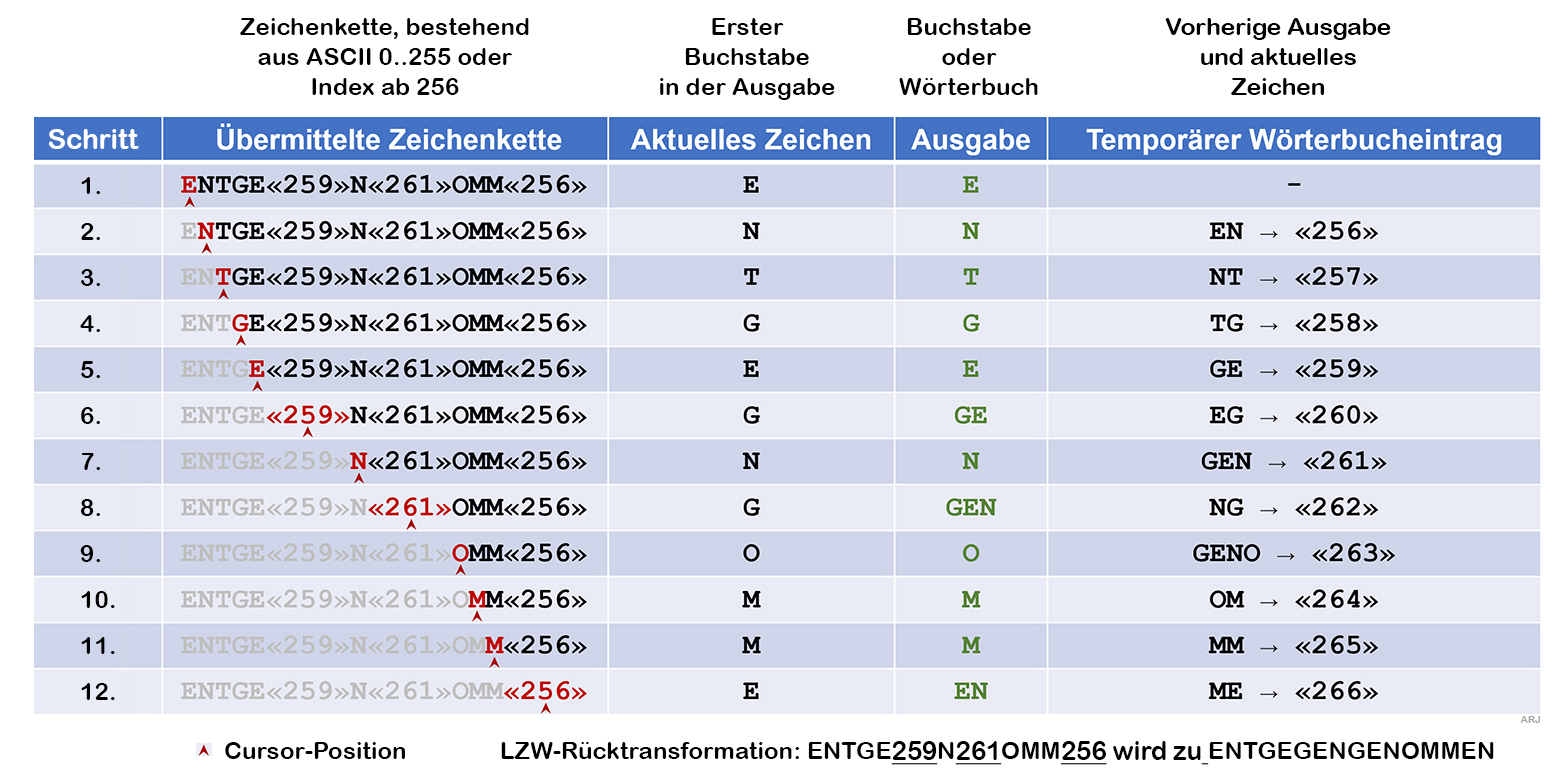 Zeichenkette, bestehend
aus ASCII 0..255 oder
Index ab 256
Erster
Buchstabe
in der Ausgabe
Buchstabe
oder
Wörterbuch
Vorherige Ausgabe
und aktuelles
Zeichen
Schritt Übermittelte Zeichenkette Aktuelles Zeichen Ausgabe Temporärer Wörterbucheintrag
1. ENTGE«259»N«261»OMM«256» E E –
2. ENTGE«259»N«261»OMM«256» N N EN → «256»
3. ENTGE«259»N«261»OMM«256» T T NT → «257»
4. ENTGE«259»N«261»OMM«256» G G TG → «258»
5. ENTGE«259»N«261»OMM«256» E E GE → «259»
6. ENTGE«259»N«261»OMM«256» G GE EG → «260»
7. ENTGE«259»N«261»OMM«256» N N GEN → «261»
8. ENTGE«259»N«261»OMM«256» G GEN NG → «262»
9. ENTGE«259»N«261»OMM«256» O O GENO → «263»
10. ENTGE«259»N«261»OMM«256» M M OM → «264»
11. ENTGE«259»N«261»OMM«256» M M MM → «265»
12. ENTGE«259»N«261»OMM«256» E EN ME → «266»
ARJ
Cursor-Position LZW-Rücktransformation: ENTGE259N261OMM256 wird zu ENTGEGENGENOMMEN